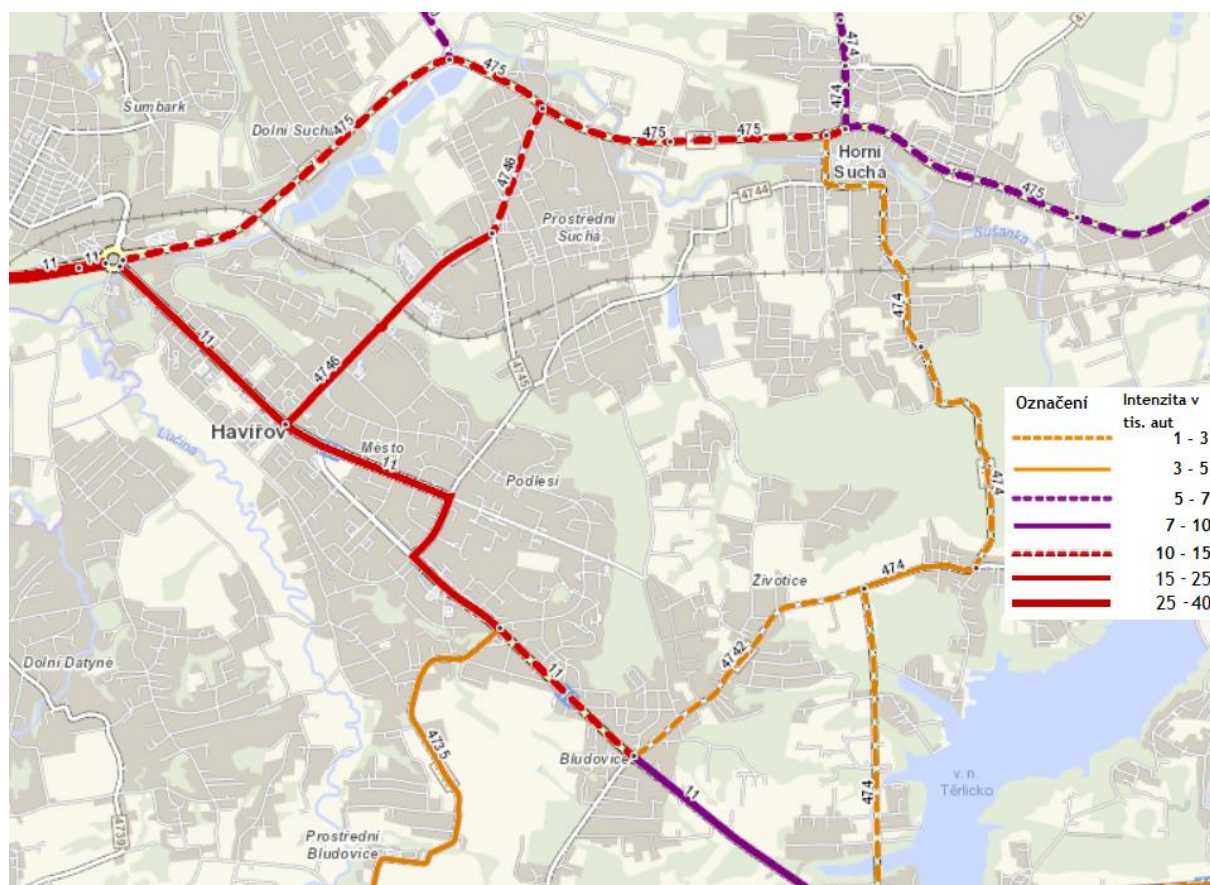 474
Šumbark
Dolní Suchá
475
475
475
474
Horní
Suchá
4746
4744
475
Prostřední
Suchá
Sušanka
11
11
474
11
4746
4745
Označení
Intenzita v
tis. aut
1 - 3
3 - 5
5 - 7
7 - 10
10 - 15
15 - 25
25 - 40
Havířov
Město
11
Lučina
Podlesí
474
Životice
474
4742
Dolní Datyně
11
4735
Bludovice
11
474
v. n.
Těrlicko
4739
Prostřední
Bludovice